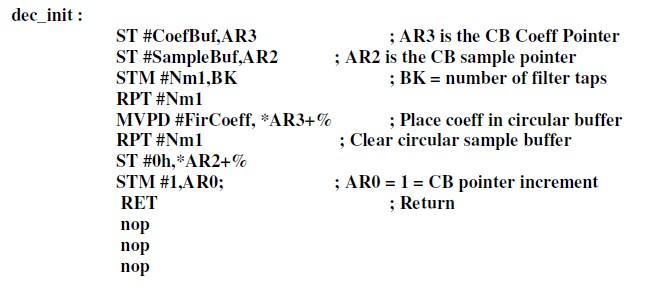 dec_init :
ST #CoefBuf,AR3 ; AR3 is the CB Coeff Pointer
ST #SampleBuf,AR2 ; AR2 is the CB sample pointer
STM #Nm1,BK ; BK = number of filter taps
RPT #Nm1
MVPD #FirCoeff, *AR3+% ; Place coeff in circular buffer
RPT #Nm1 ; Clear circular sample buffer
ST #0h,*AR2+%
STM #1,AR0; ; AR0 = 1 = CB pointer increment
RET ; Return
nop
nop
nop